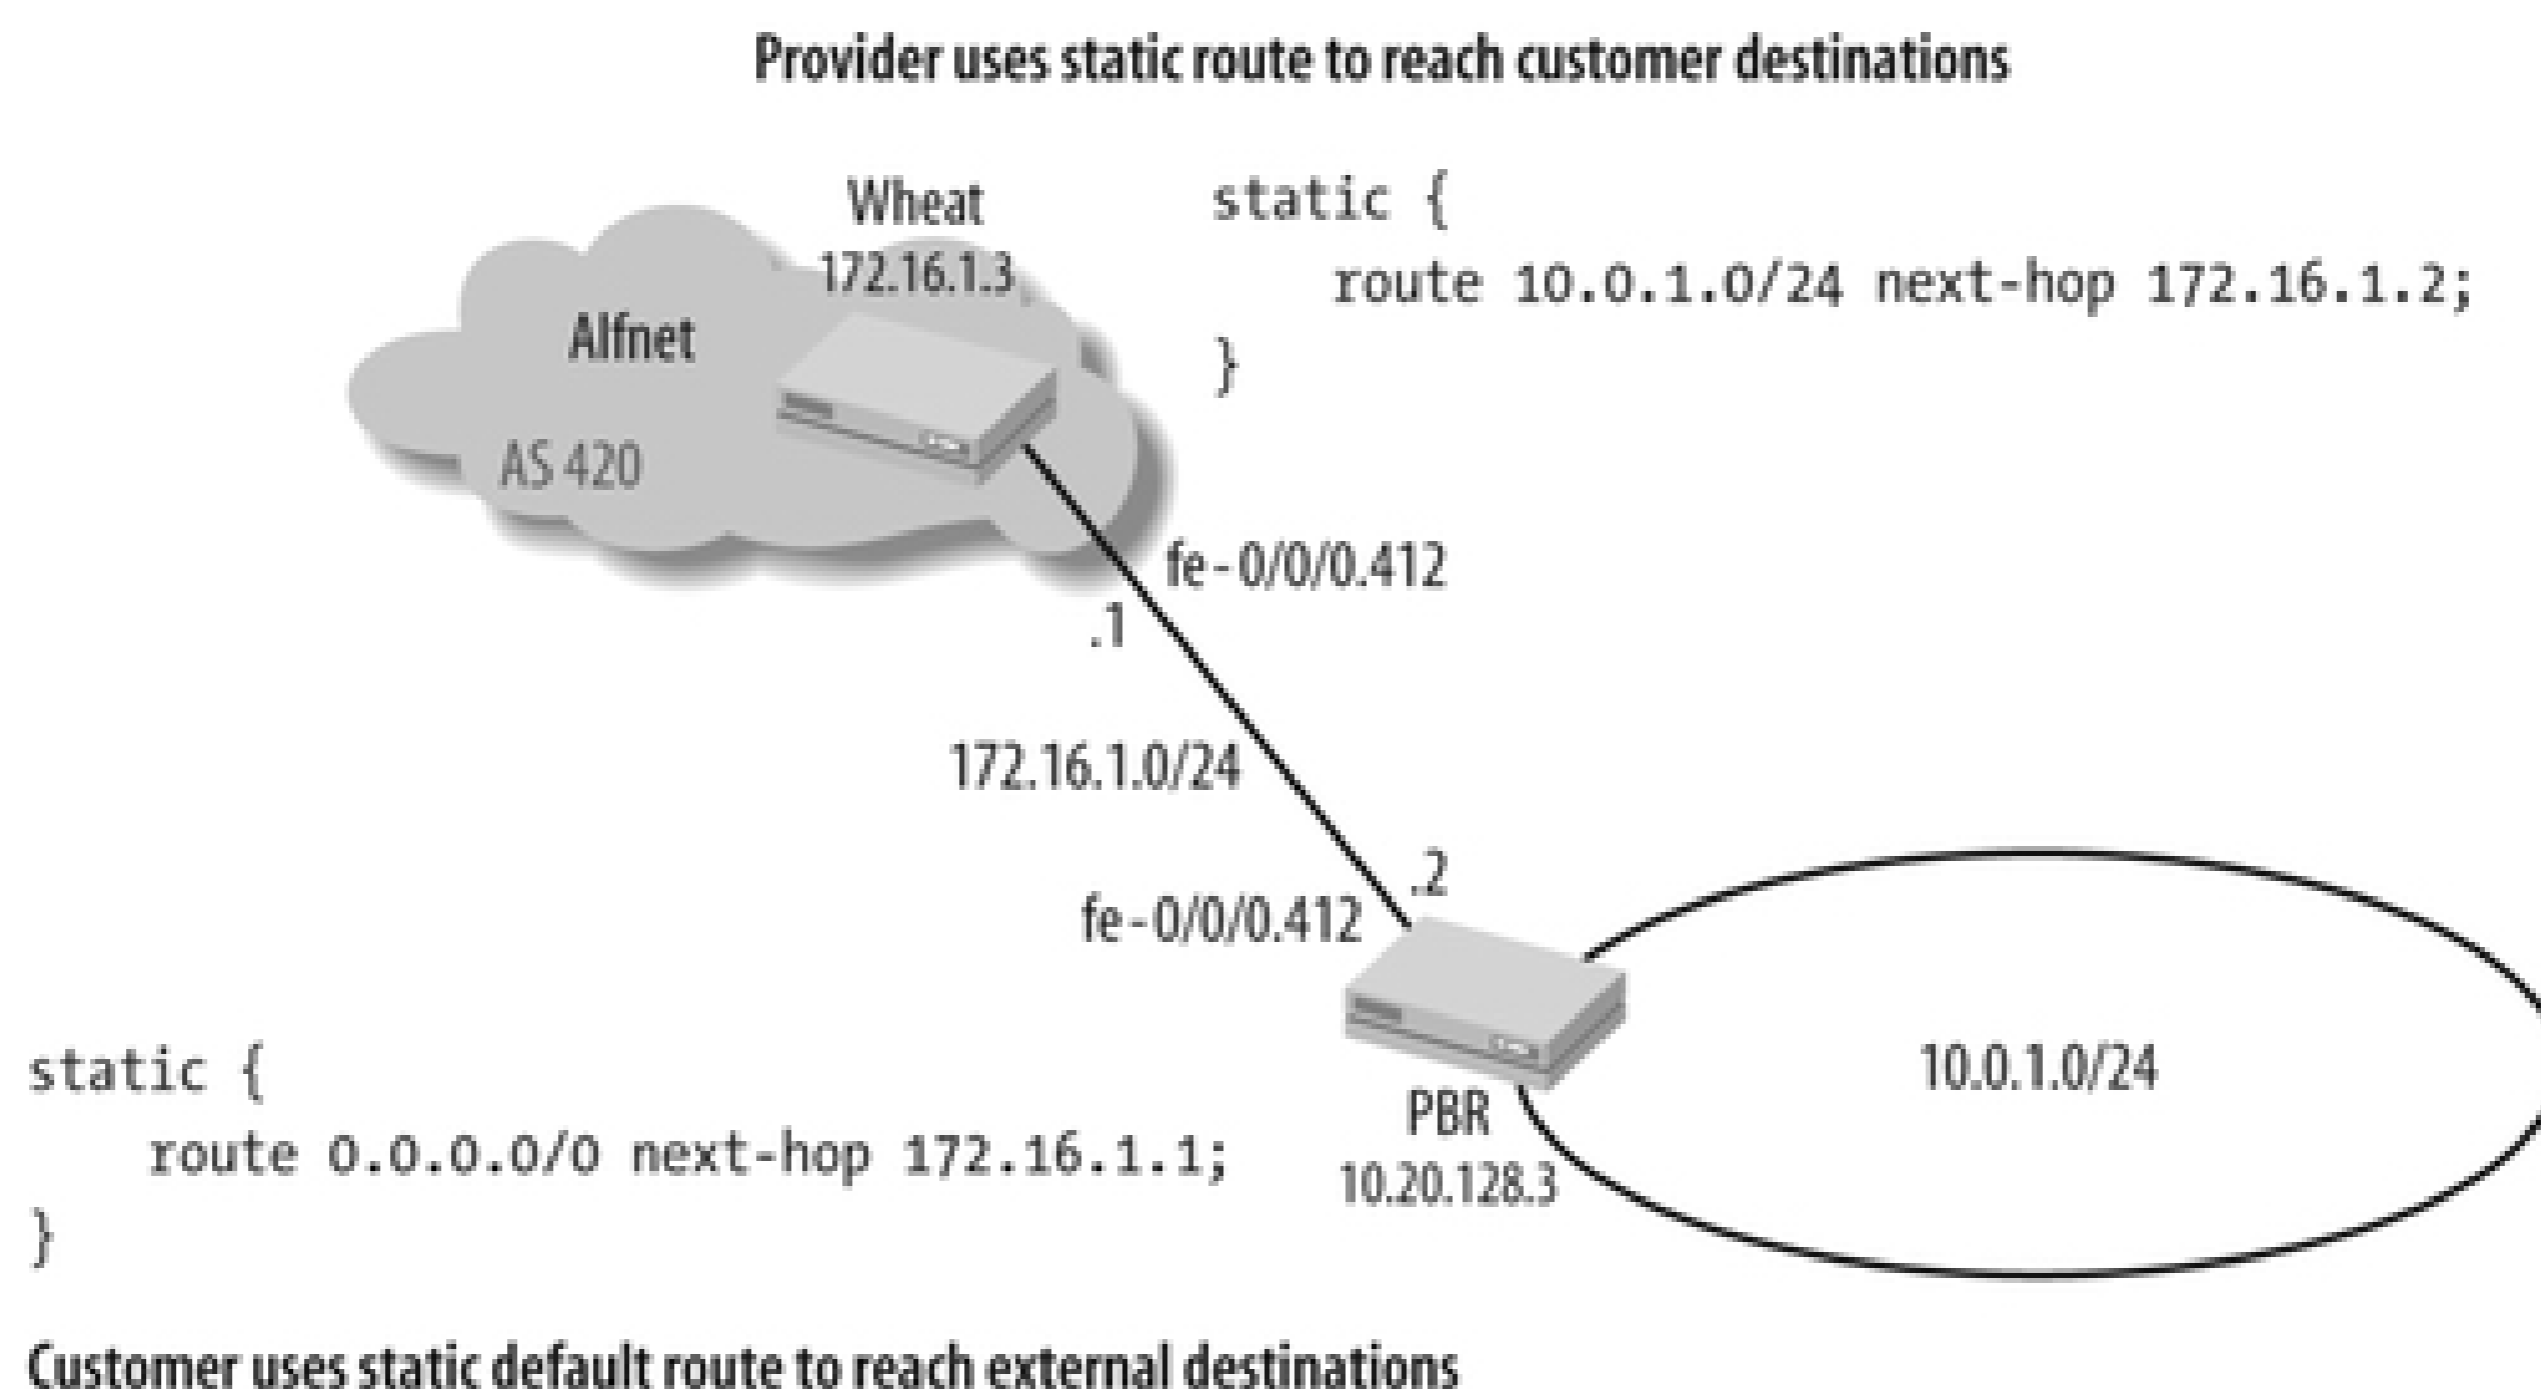 Provider uses static route to reach customer destinations
Wheat
172.16.1.3
static {
route 10.0.1.0/24 next-hop 172.16.1.2;
}
Alfnet
AS 420
fe-0/0/0.412
.1
172.16.1.0/24
.2
fe-0/0/0.412
10.0.1.0/24
PBR
10.20.128.3
static {
route 0.0.0.0/0 next-hop 172.16.1.1;
}
Customer uses static default route to reach external destinations